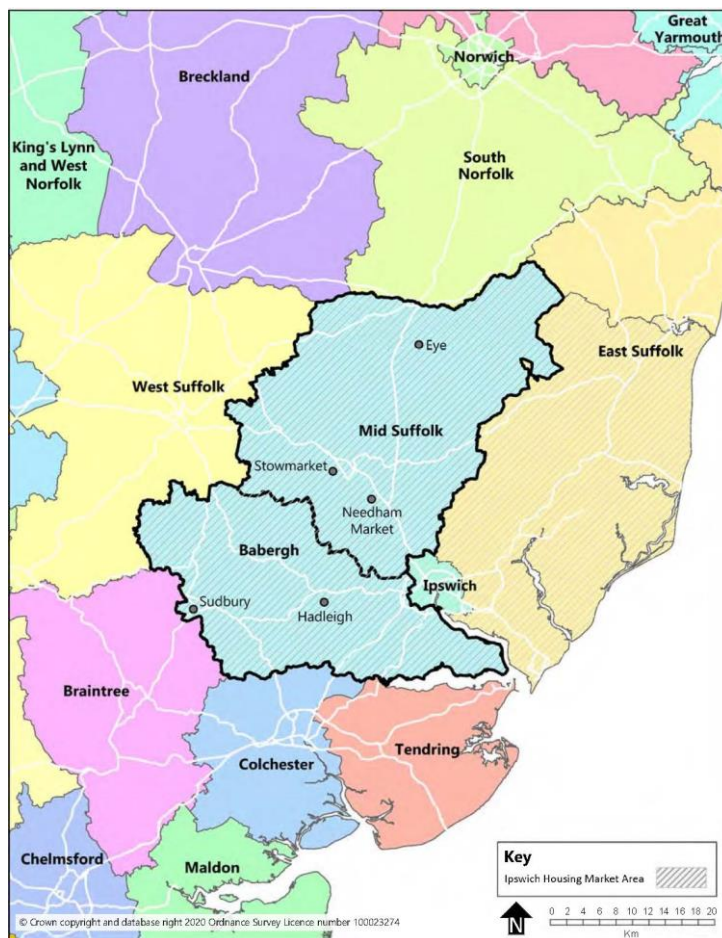 Great
Yarmouth
Norwich
Breckland
King's Lynn
and West
Norfolk
South
Norfolk
Eye
East Suffolk
West Suffolk
Mid Suffolk
Stowmarket
Needham
Market
Babergh
Ipswich
Sudbury
Hadleigh
Braintree
Tendring
Colchester
Chelmsford
Maldon
Key
Ipswich Housing Market Area
N
0 2 4 6 8 10 12 14 16 18 20
Km
© Crown copyright and database right 2020 Ordnance Survey Licence number 100023274